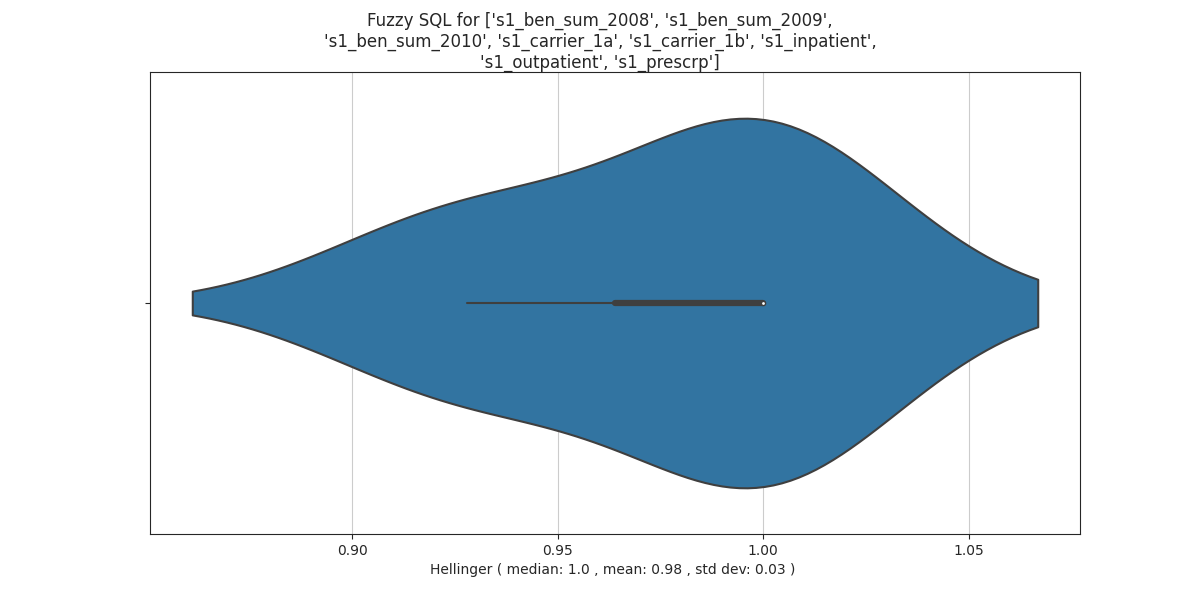 Fuzzy SQL for ['s1_ben_sum_2008', 's1_ben_sum_2009',
's1_ben_sum_2010', 's1_carrier_1a', 's1_carrier_1b', 's1_inpatient',
's1_outpatient', 's1_prescrp']
0.90 0.95 1.00 1.05
Hellinger ( median: 1.0 , mean: 0.98 , std dev: 0.03 )